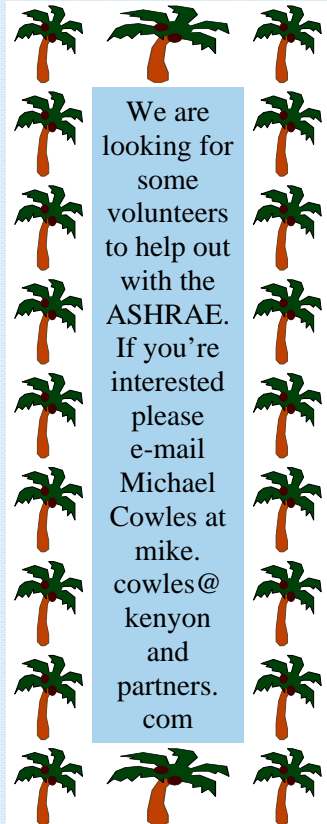 We are
looking for
some
volunteers
to help out
with the
ASHRAE.
If you’re
interested
please
e-mail
Michael
Cowles at
mike.
cowles@
kenyon
and
partners.
com